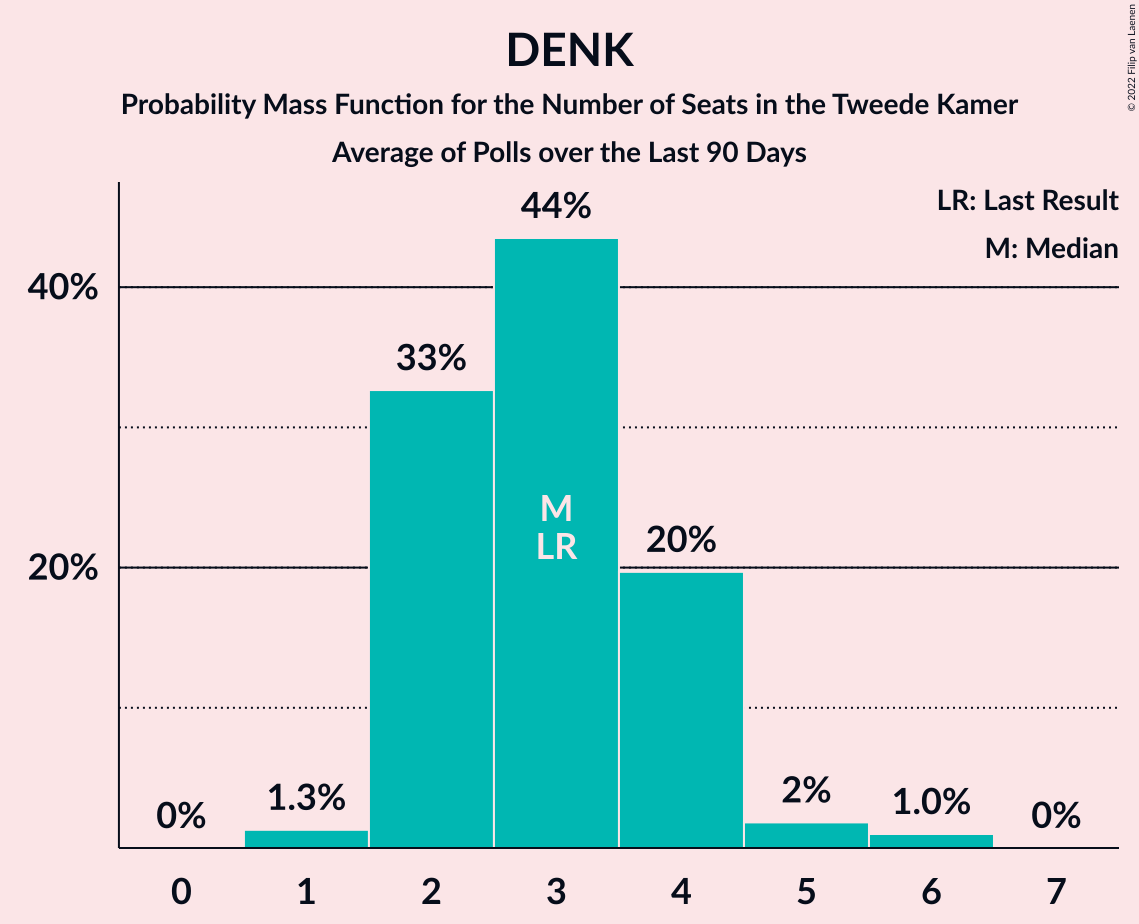 DENK
Probability Mass Function for the Number of Seats in the Tweede Kamer
Average of Polls over the Last 90 Days
© 2022 Filip van Laenen
LR: Last Result
M: Median
40%
20%
0%
1.3%
33%
44%
20%
2%
1.0%
0%
M
LR
0 1 2 3 4 5 6 7